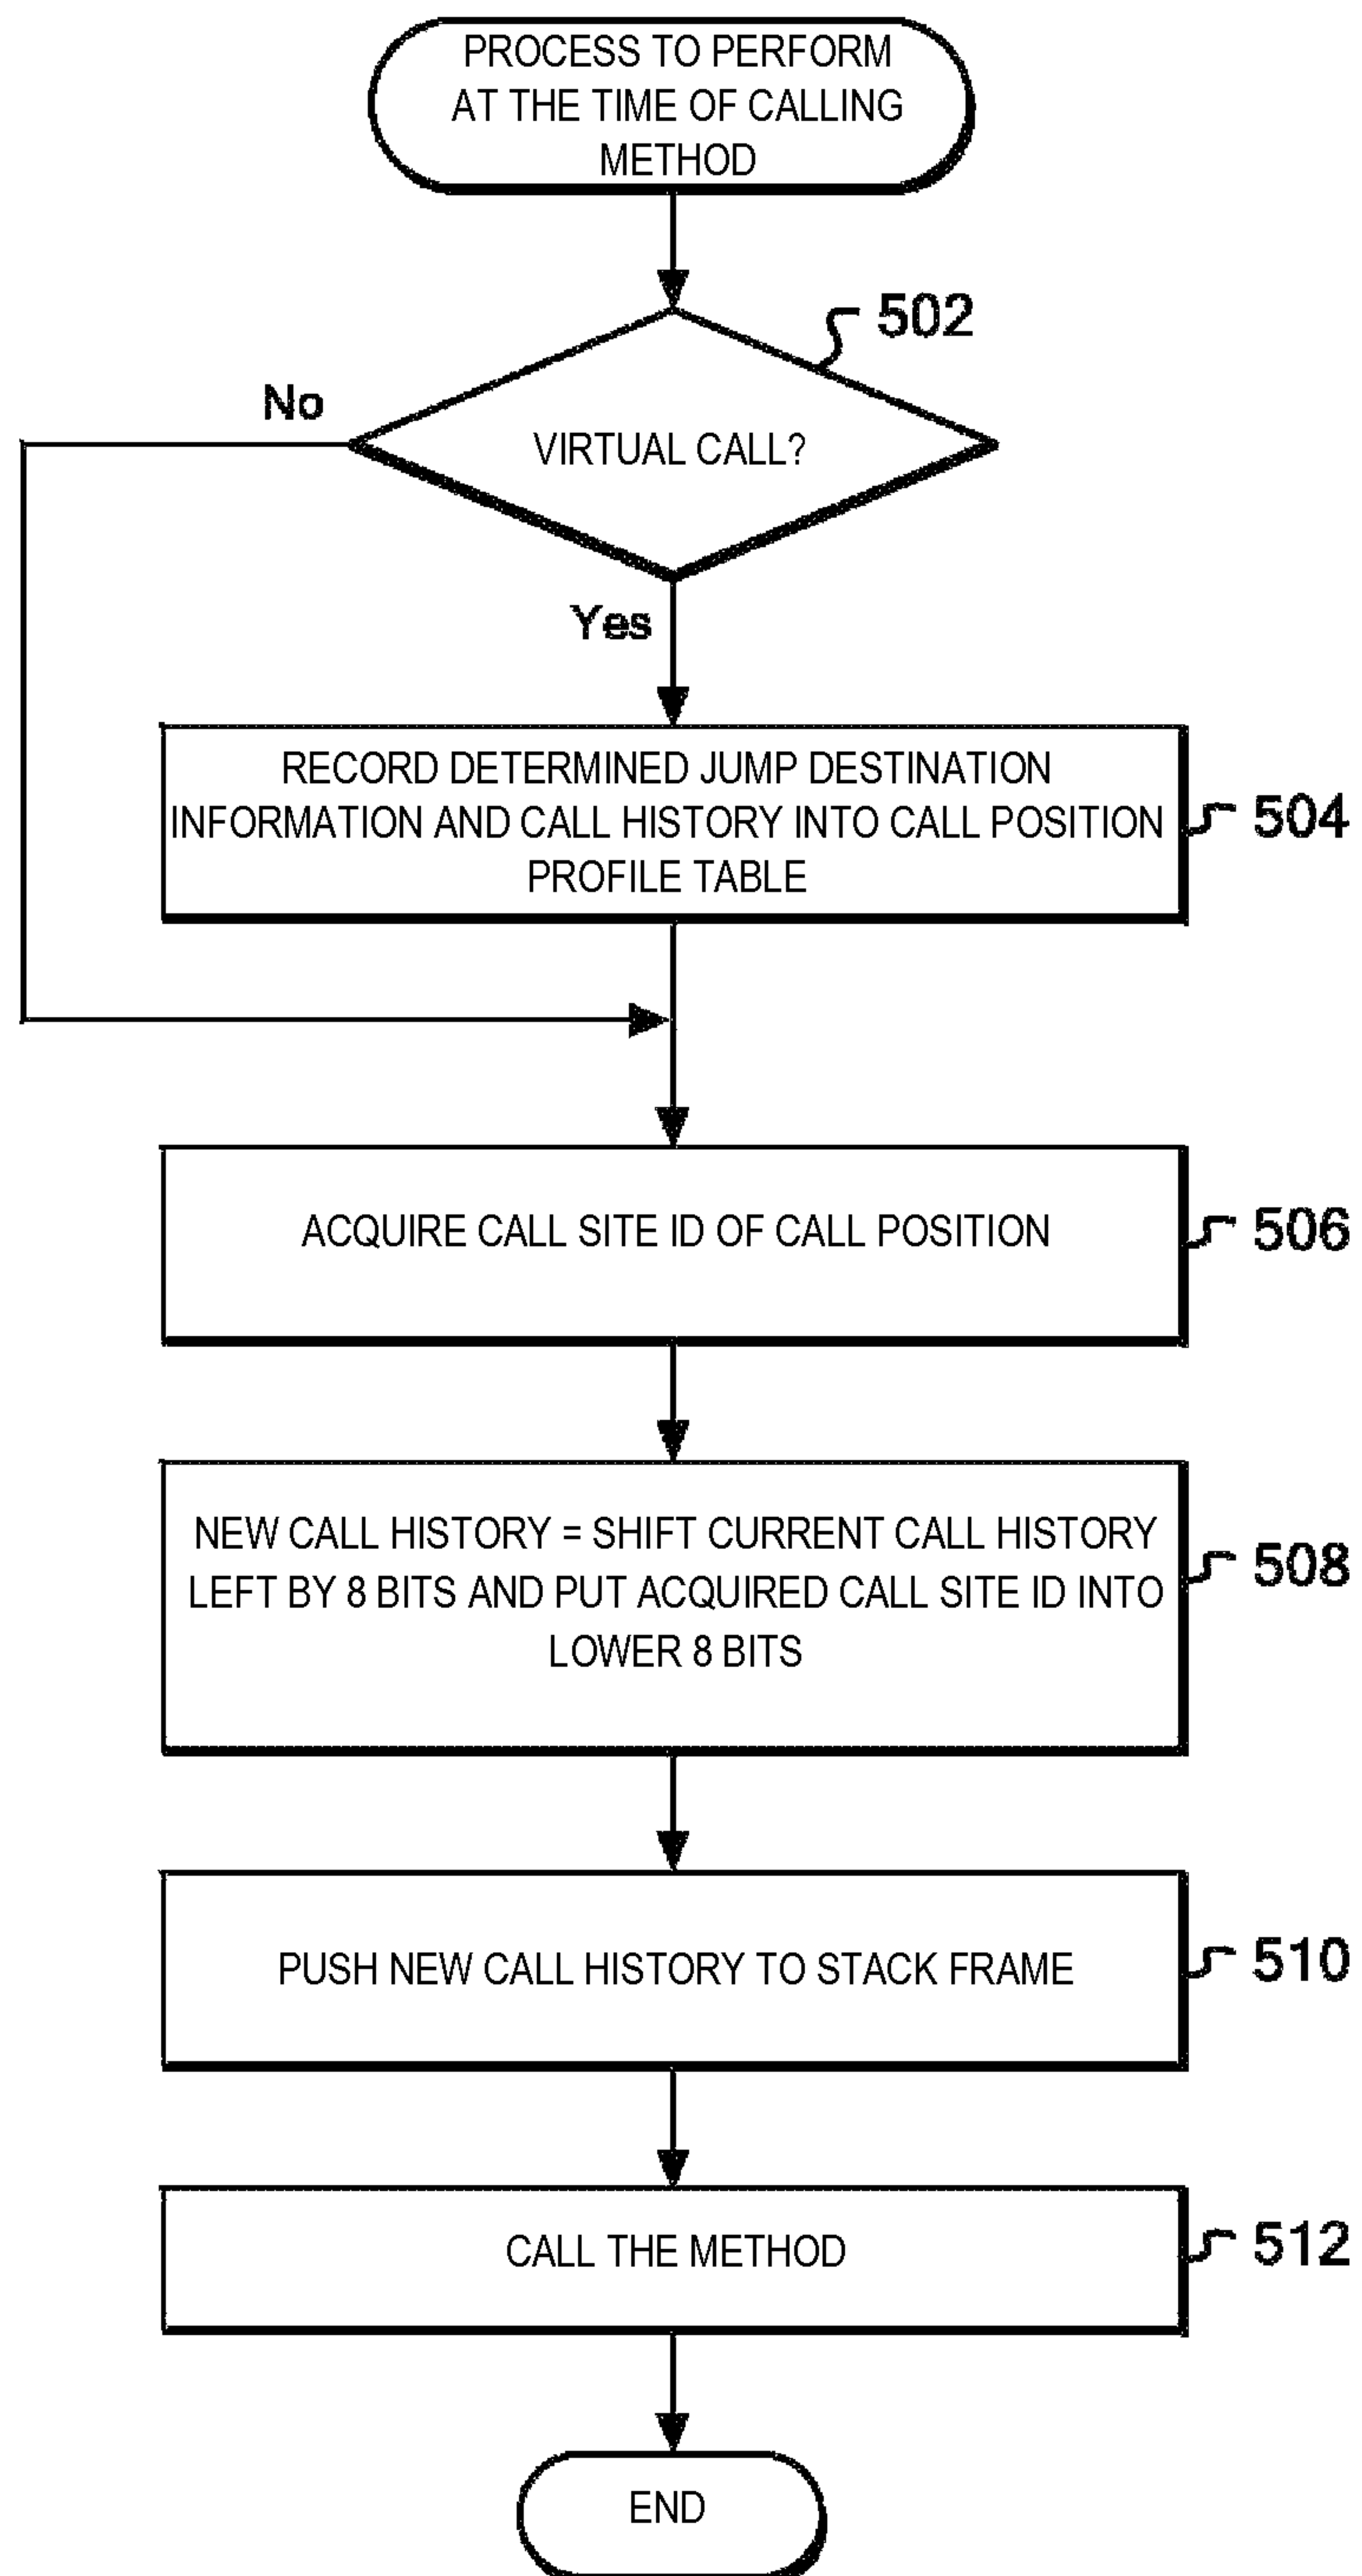 PROCESS TO PERFORM
AT THE TIME OF CALLING
METHOD
502
No
VIRTUAL CALL?
Yes
RECORD DETERMINED JUMP DESTINATION
INFORMATION AND CALL HISTORY INTO CALL POSITION
PROFILE TABLE
504
ACQUIRE CALL SITE ID OF CALL POSITION
506
NEW CALL HISTORY = SHIFT CURRENT CALL HISTORY
LEFT BY 8 BITS AND PUT ACQUIRED CALL SITE ID INTO
LOWER 8 BITS
508
PUSH NEW CALL HISTORY TO STACK FRAME
510
CALL THE METHOD
512
END